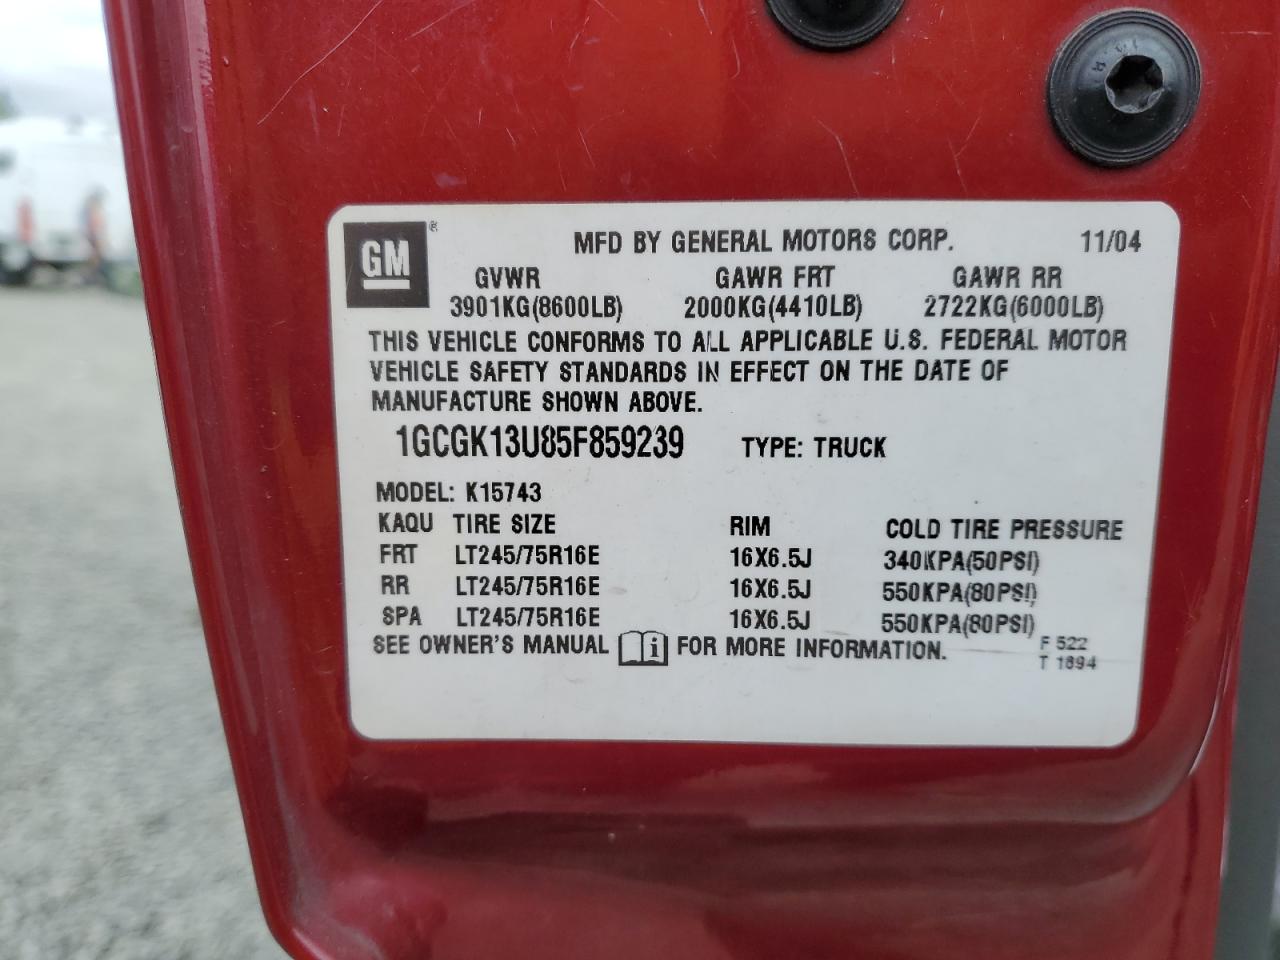 GM ® MFD BY GENERAL MOTORS CORP. 11/04
GVWR GAWR FRT GAWR RR
3901KG(8600LB) 2000KG(4410LB) 2722KG(6000LB)
THIS VEHICLE CONFORMS TO ALL APPLICABLE U.S. FEDERAL MOTOR
VEHICLE SAFETY STANDARDS IN EFFECT ON THE DATE OF
MANUFACTURE SHOWN ABOVE.
1GCGK13U85F859239 TYPE: TRUCK
MODEL: K15743
KAQU TIRE SIZE RIM COLD TIRE PRESSURE
FRT LT245/75R16E 16X6.5J 340KPA(50PSI)
RR LT245/75R16E 16X6.5J 550KPA(80PSI)
SPA LT245/75R16E 16X6.5J 550KPA(80PSI)
SEE OWNER'S MANUAL i FOR MORE INFORMATION.
F 522
T 1894